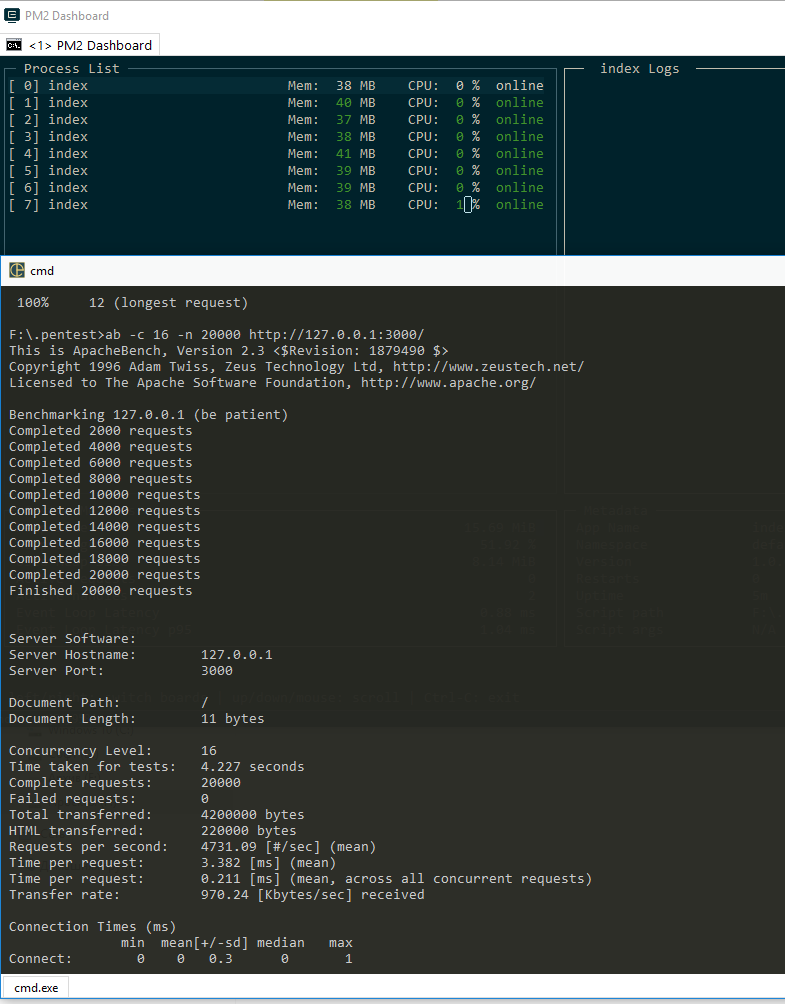 PM2 Dashboard
<1> PM2 Dashboard
Process List
index Logs
[ 0] index Mem: 38 MB CPU: 0 % online
[ 1] index Mem: 40 MB CPU: 0 % online
[ 2] index Mem: 37 MB CPU: 0 % online
[ 3] index Mem: 38 MB CPU: 0 % online
[ 4] index Mem: 41 MB CPU: 0 % online
[ 5] index Mem: 39 MB CPU: 0 % online
[ 6] index Mem: 39 MB CPU: 0 % online
[ 7] index Mem: 38 MB CPU: 1 % online
cmd
100% 12 (longest request)
F:\.pentest>ab -c 16 -n 20000 http://127.0.0.1:3000/
This is ApacheBench, Version 2.3 <$Revision: 1879490 $>
Copyright 1996 Adam Twiss, Zeus Technology Ltd, http://www.zeustech.net/
Licensed to The Apache Software Foundation, http://www.apache.org/
Benchmarking 127.0.0.1 (be patient)
Completed 2000 requests
Completed 4000 requests
Completed 6000 requests
Completed 8000 requests
Completed 10000 requests
Completed 12000 requests
Completed 14000 requests
Completed 16000 requests
Completed 18000 requests
Completed 20000 requests
Finished 20000 requests
Server Software:
Server Hostname: 127.0.0.1
Server Port: 3000
Document Path: /
Document Length: 11 bytes
Concurrency Level: 16
Time taken for tests: 4.227 seconds
Complete requests: 20000
Failed requests: 0
Total transferred: 4200000 bytes
HTML transferred: 220000 bytes
Requests per second: 4731.09 [#/sec] (mean)
Time per request: 3.382 [ms] (mean)
Time per request: 0.211 [ms] (mean, across all concurrent requests)
Transfer rate: 970.24 [Kbytes/sec] received
Connection Times (ms)
min mean[+/-sd] median max
Connect: 0 0 0.3 0 1
cmd.exe